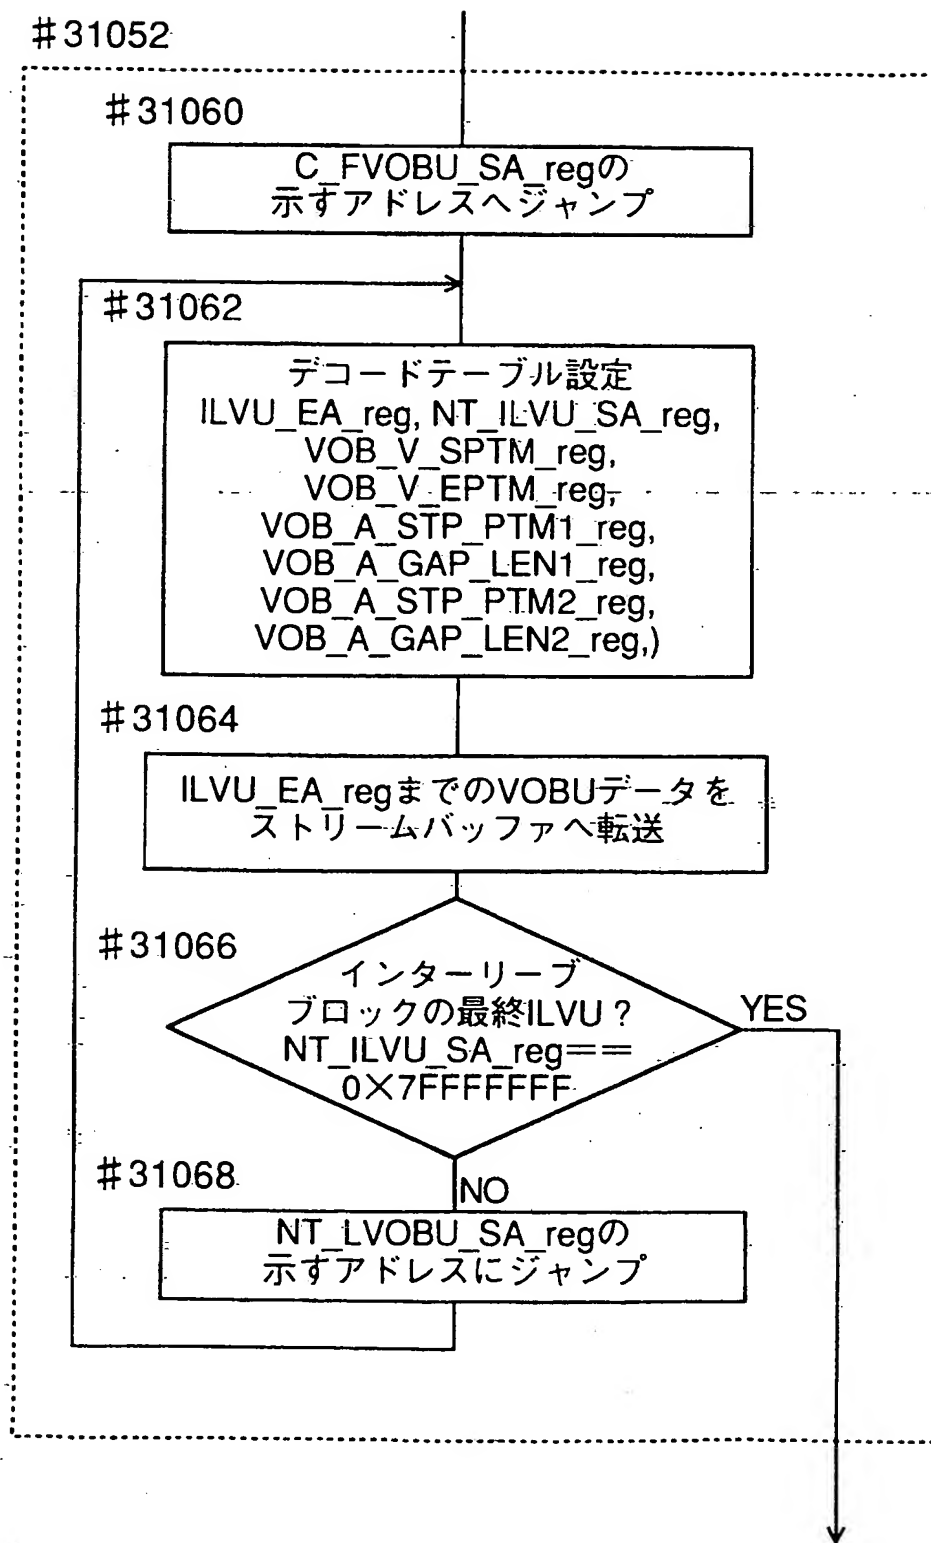 #31052
#31060
C_FVOBU_SA_regの
示すアドレスへジャンプ
#31062
デコードテーブル設定
ILVU_EA_reg, NT_ILVU_SA_reg,
VOB_V_SPTM_reg,
VOB_V_EPTM_reg,
VOB_A_STP_PTM1_reg,
VOB_A_GAP_LEN1_reg,
VOB_A_STP_PTM2_reg,
VOB_A_GAP_LEN2_reg,)
#31064
ILVU_EA_regまでのVOBUデータを
ストリームバッファへ転送
#31066
インターリーブ
ブロックの最終ILVU?
NT_ILVU_SA_reg==
0×7FFFFFFF
YES
#31068
NO
NT_LVOBU_SA_regの
示すアドレスにジャンプ